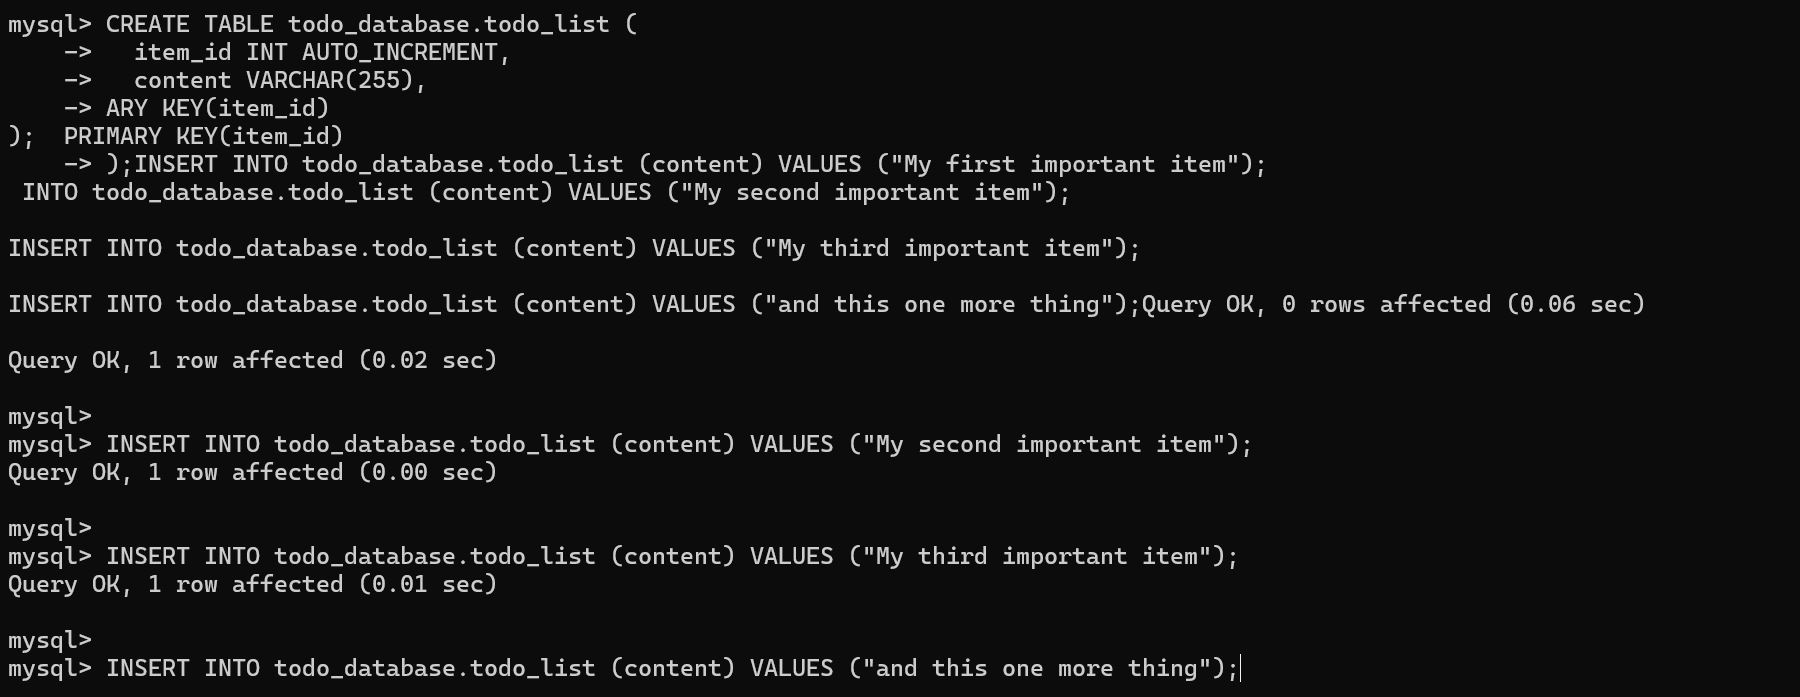 mysql> CREATE TABLE todo_database.todo_list (
    ->   item_id INT AUTO_INCREMENT,
    ->   content VARCHAR(255),
    -> ARY KEY(item_id)
);  PRIMARY KEY(item_id)
    -> );INSERT INTO todo_database.todo_list (content) VALUES ("My first important item");
 INTO todo_database.todo_list (content) VALUES ("My second important item");
INSERT INTO todo_database.todo_list (content) VALUES ("My third important item");
INSERT INTO todo_database.todo_list (content) VALUES ("and this one more thing");Query OK, 0 rows affected (0.06 sec)
Query OK, 1 row affected (0.02 sec)
mysql>
mysql> INSERT INTO todo_database.todo_list (content) VALUES ("My second important item");
Query OK, 1 row affected (0.00 sec)
mysql>
mysql> INSERT INTO todo_database.todo_list (content) VALUES ("My third important item");
Query OK, 1 row affected (0.01 sec)
mysql>
mysql> INSERT INTO todo_database.todo_list (content) VALUES ("and this one more thing");